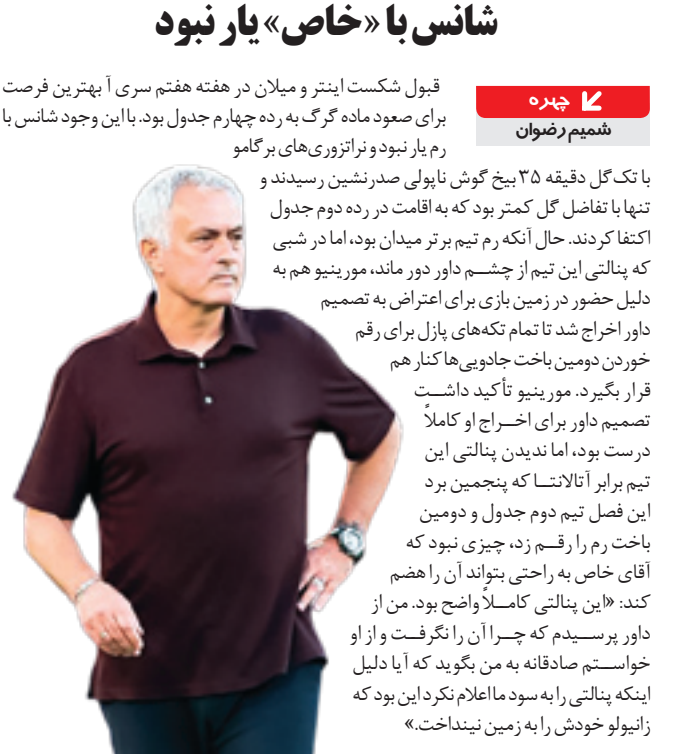 شانس با «خاص» یار نبود
چهره
شمیم رضوان
قبول شکست اینتر و میلان در هفته هفتم سری آ بهترین فرصت
برای صعود ماده گرگ به رده چهارم جدول بود. با این وجود شانس با
رم یار نبود و نراتزوری‌های برگامو
با تک گل دقیقه ۳۵ بیخ گوش ناپولی صدرنشین رسیدند و
تنها با تفاضل گل کمتر بود که به اقامت در رده دوم جدول
اکتفا کردند. حال آنکه رم تیم برتر میدان بود، اما در شبی
که پنالتی این تیم از چشم داور دور ماند، مورینیو هم به
دلیل حضور در زمین بازی برای اعتراض به تصمیم
داور اخراج شد تا تمام تکه‌های پازل برای رقم
خوردن دومین باخت جادویی‌ها کنار هم
قرار بگیرد. مورینیو تأکید داشت
تصمیم داور برای اخراج او کاملاً
درست بود، اما ندیدن پنالتی این
تیم برابر آتالانتا که پنجمین برد
این فصل تیم دوم جدول و دومین
باخت رم را رقم زد، چیزی نبود که
آقای خاص به راحتی بتواند آن را هضم
کند: «این پنالتی کاملاً واضح بود. من از
داور پرسیدم که چرا آن را نگرفت و از او
خواستم صادقانه به من بگوید که آیا دلیل
اینکه پنالتی را به سود ما اعلام نکرد این بود که
زانیولو خودش را به زمین نینداخت.»